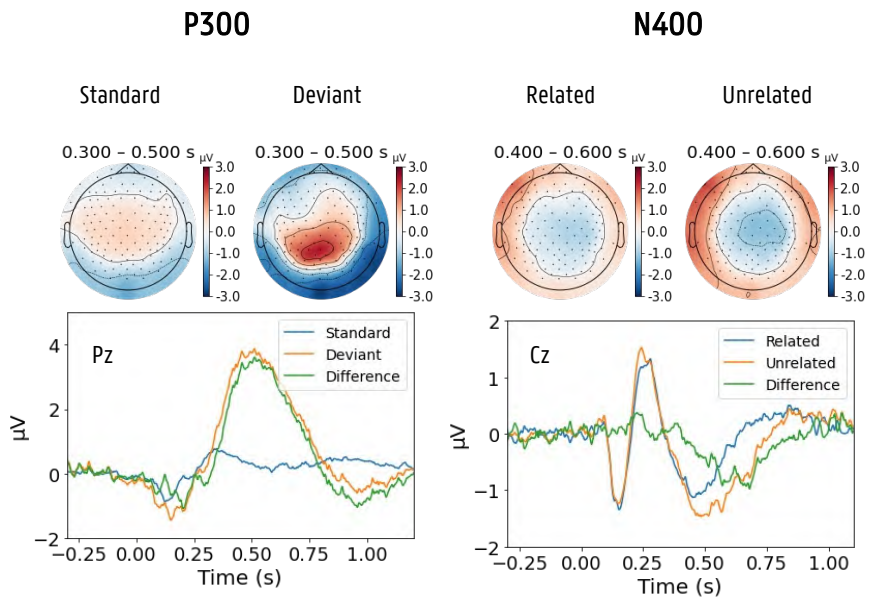 P300
N400
Standard
Deviant
Related
Unrelated
0.300 – 0.500 s
µV
3.0
2.0
1.0
0.0
-1.0
-2.0
-3.0
0.300 – 0.500 s
µV
3.0
2.0
1.0
0.0
-1.0
-2.0
-3.0
0.400 – 0.600 s
µV
3.0
2.0
1.0
0.0
-1.0
-2.0
-3.0
0.400 – 0.600 s
µV
3.0
2.0
1.0
0.0
-1.0
-2.0
-3.0
Pz
Standard
Deviant
Difference
µV
4
2
0
−2
−0.25
0.00
0.25
0.50
0.75
1.00
Time (s)
Cz
Related
Unrelated
Difference
µV
2
1
0
−1
−2
−0.25
0.00
0.25
0.50
0.75
1.00
Time (s)